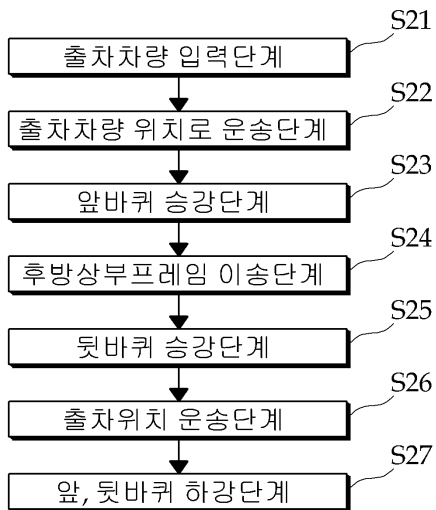 S21
출차차량 입력단계
S22
출차차량 위치로 운송단계
S23
앞바퀴 승강단계
S24
후방상부프레임 이송단계
S25
뒷바퀴 승강단계
S26
출차위치 운송단계
S27
앞, 뒷바퀴 하강단계